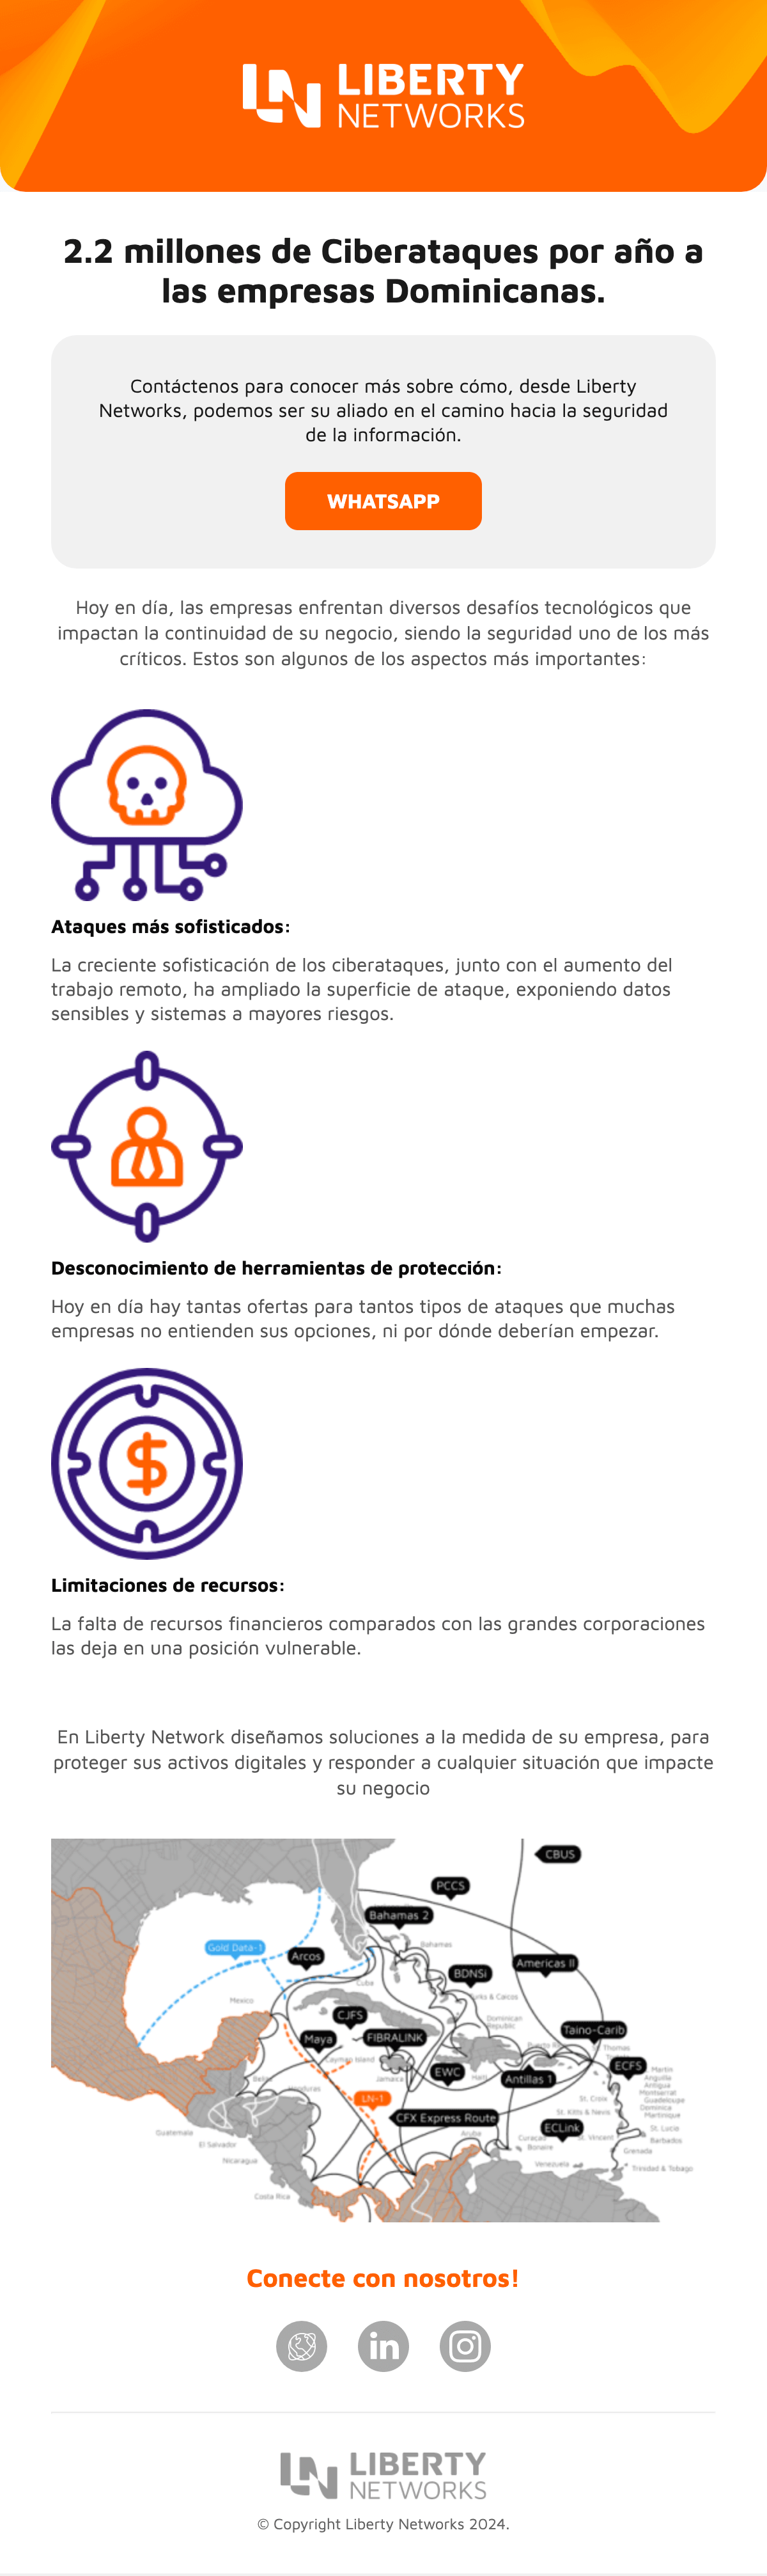 LIBERTY
NETWORKS
2.2 millones de Ciberataques por año a
las empresas Dominicanas.
Contáctenos para conocer más sobre cómo, desde Liberty
Networks, podemos ser su aliado en el camino hacia la seguridad
de la información.
WHATSAPP
Hoy en día, las empresas enfrentan diversos desafíos tecnológicos que
impactan la continuidad de su negocio, siendo la seguridad uno de los más
críticos. Estos son algunos de los aspectos más importantes:
Ataques más sofisticados:
La creciente sofisticación de los ciberataques, junto con el aumento del
trabajo remoto, ha ampliado la superficie de ataque, exponiendo datos
sensibles y sistemas a mayores riesgos.
Desconocimiento de herramientas de protección:
Hoy en día hay tantas ofertas para tantos tipos de ataques que muchas
empresas no entienden sus opciones, ni por dónde deberían empezar.
Limitaciones de recursos:
La falta de recursos financieros comparados con las grandes corporaciones
las deja en una posición vulnerable.
En Liberty Network diseñamos soluciones a la medida de su empresa, para
proteger sus activos digitales y responder a cualquier situación que impacte
su negocio
CBUS
PCCS
Bahamas 2
Bahamas
Gold Data-1
Arcos
Americas II
BDNSi
Cuba
Mexico
CJFS
Dominican
Republic
Taino-Carib
Maya
FIBRALINK
Thomas
Cayman Island
Jamaica
EWC
Haiti
Antillas 1
ECFS
St. Martin
Anguilla
Antigua
Montserrat
Guadeloupe
Dominica
Martinique
Honduras
LN-1
St. Croix
St. Kitts & Nevis
CFX Express Route
ECLink
St. Lucia
Barbados
Guatemala
Aruba
Curacao
St. Vincent
El Salvador
Bonaire
Grenada
Nicaragua
Venezuela
Trinidad & Tobago
Costa Rica
Conecte con nosotros!
in
LIBERTY
NETWORKS
© Copyright Liberty Networks 2024.